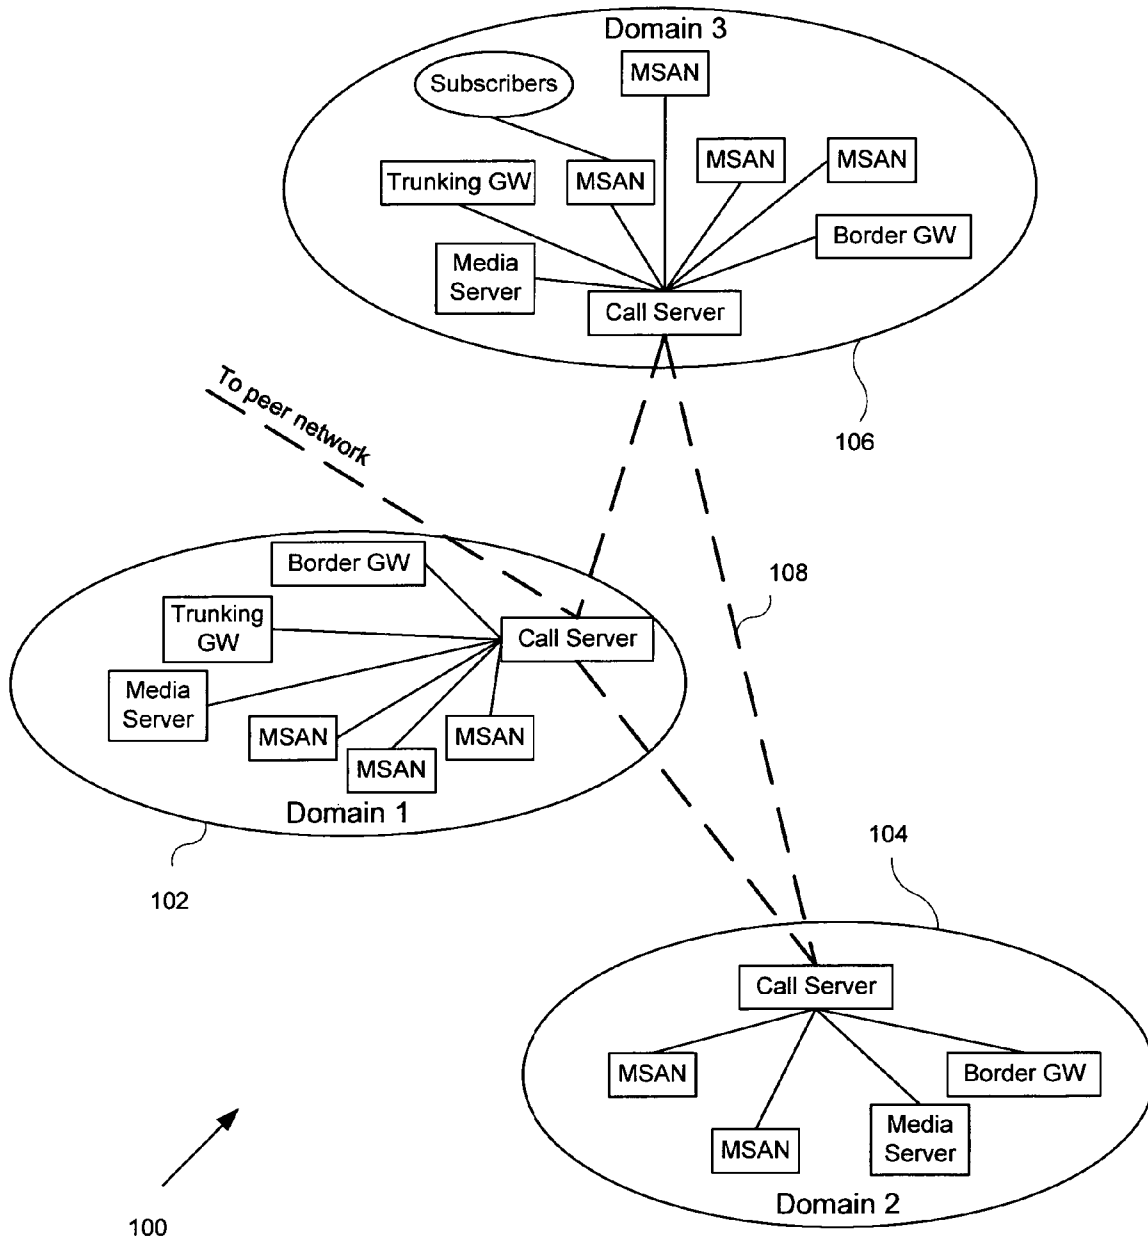 Domain 3
MSAN
Subscribers
MSAN
MSAN
Trunking GW
MSAN
Border GW
Media
Server
Call Server
To peer network
106
Border GW
108
Trunking
GW
Call Server
Media
Server
MSAN
MSAN
MSAN
Domain 1
104
102
Call Server
MSAN
Border GW
Media
Server
MSAN
Domain 2
100